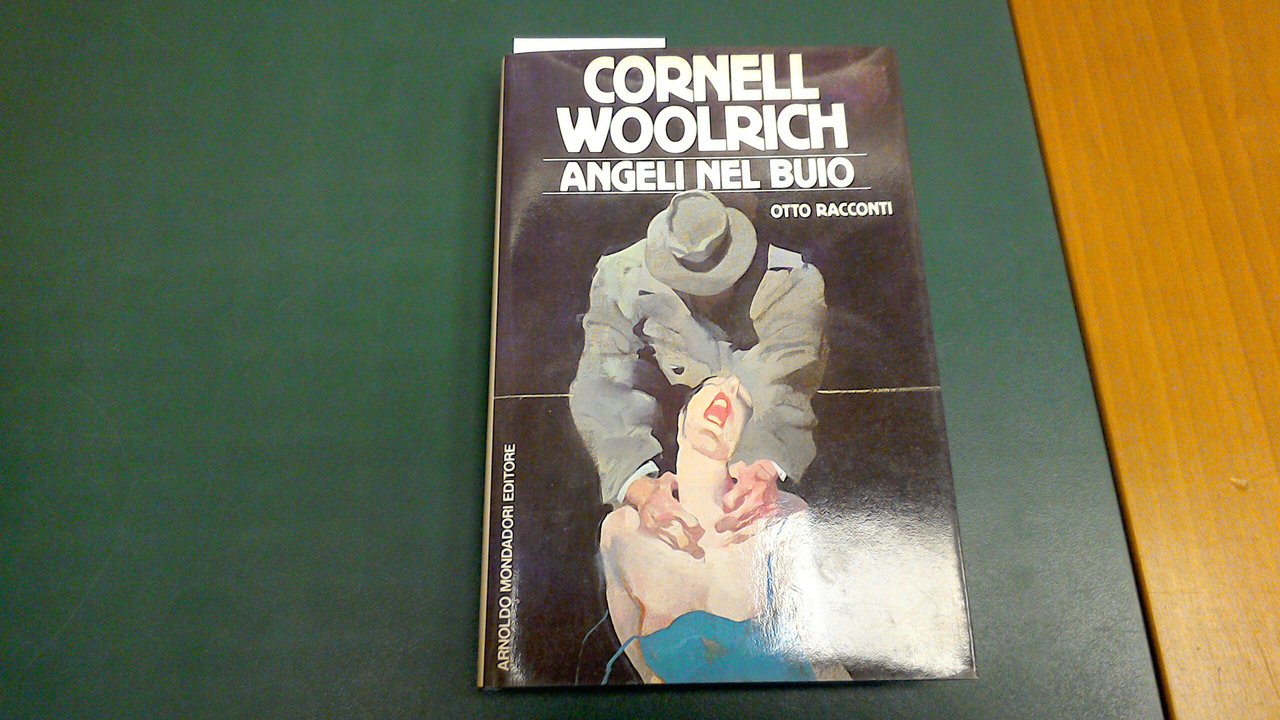 CORNELL
WOOLRICH
ANGELI NEL BUIO
OTTO RACCONTI
ARNOLDO MONDADORI EDITORE